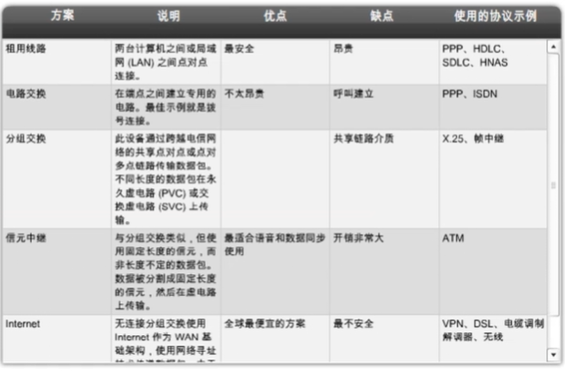 方案 说明 优点 缺点 使用的协议示例
租用线路 两台计算机之间或局域 最安全 昂贵 PPP、HDLC、
网 (LAN) 之间点对点 SDLC、HNAS
连接。
电路交换 在端点之间建立专用的 不太昂贵 呼叫建立 PPP、ISDN
电路。最佳示例就是拨
号连接。
分组交换 此设备通过跨越电信网 共享链路介质 X.25、帧中继
络的共享点对点或点对
多点链路传输数据包。
不同长度的数据包在永
久虚电路 (PVC) 或交
换虚电路 (SVC) 上传
输。
信元中继 与分组交换类似，但使 最适合语音和数据同步 开销非常大 ATM
用固定长度的信元，而 使用
非长度不定的数据包。
数据被分割成固定长度
的信元，然后在虚电路
上传输。
Internet 无连接分组交换使用 全球最便宜的方案 最不安全 VPN、DSL、电缆调制
Internet 作为 WAN 基 解调器、无线
础架构，使用网络寻址